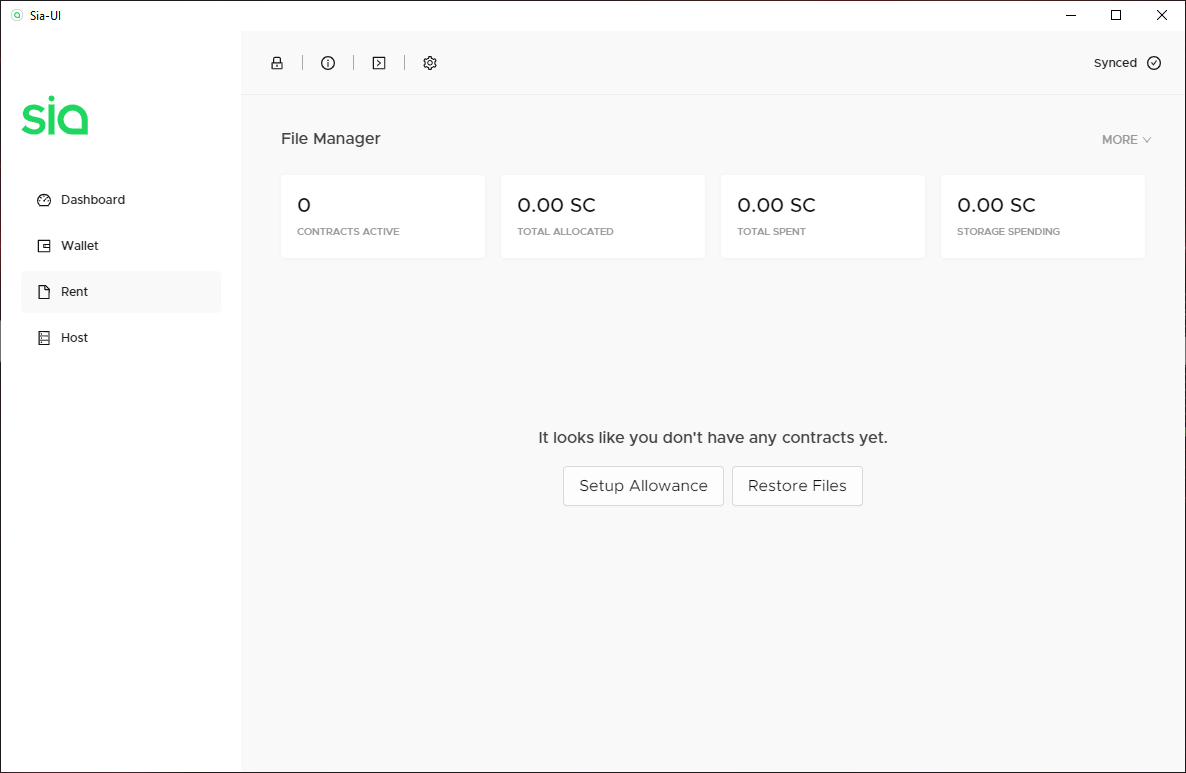 Sia-UI
Synced
sia
File Manager
MORE
Dashboard
Wallet
Rent
Host
0
CONTRACTS ACTIVE
0.00 SC
TOTAL ALLOCATED
0.00 SC
TOTAL SPENT
0.00 SC
STORAGE SPENDING
It looks like you don't have any contracts yet.
Setup Allowance
Restore Files